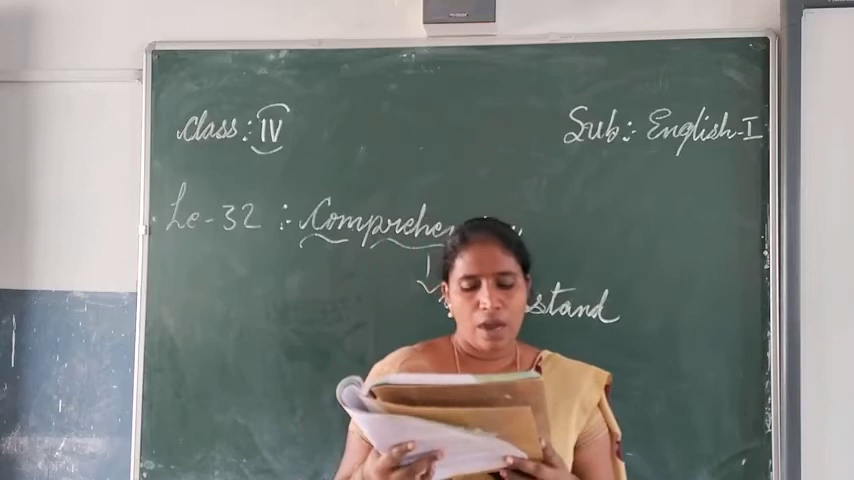 Class : IV
Sub : English-I
Le - 32 : Comprehen
stand